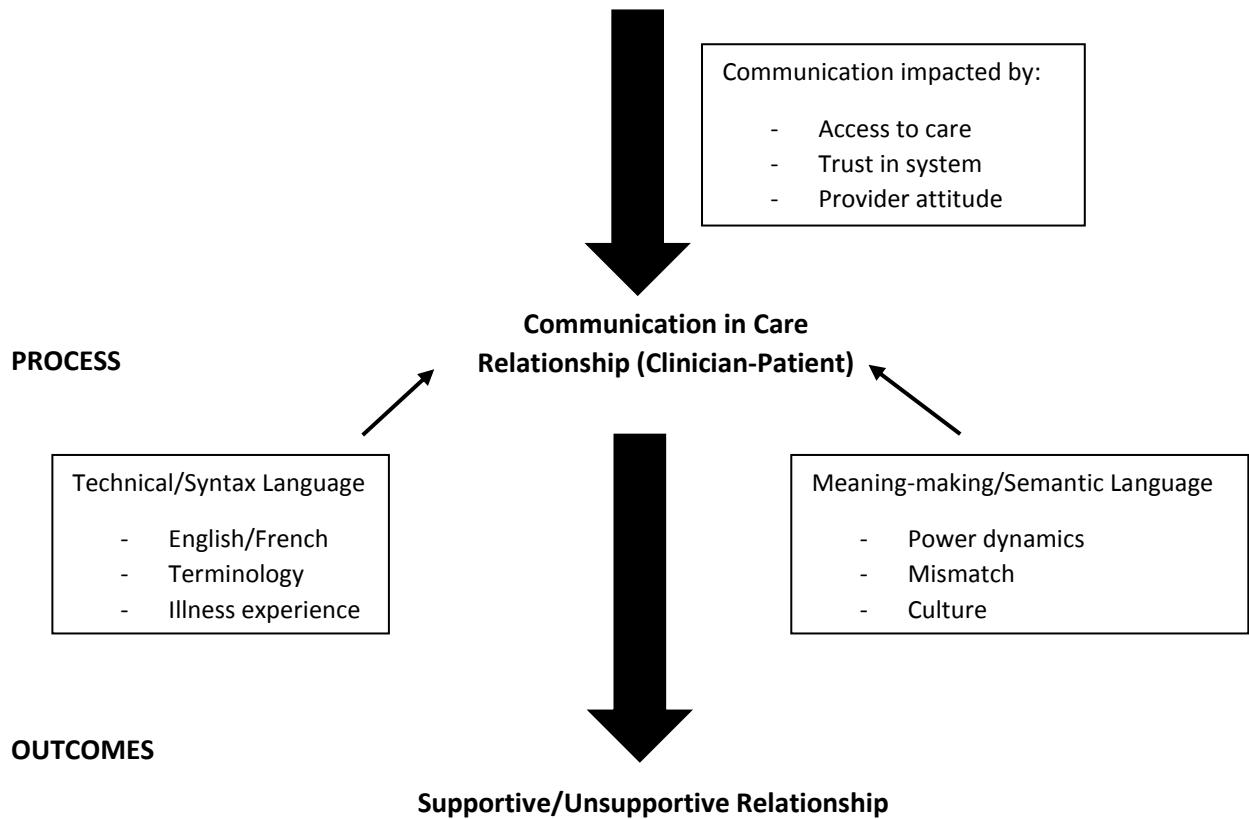 Communication impacted by:
- Access to care
- Trust in system
- Provider attitude
Communication in Care
Relationship (Clinician-Patient)
PROCESS
Technical/Syntax Language
- English/French
- Terminology
- Illness experience
Meaning-making/Semantic Language
- Power dynamics
- Mismatch
- Culture
OUTCOMES
Supportive/Unsupportive Relationship